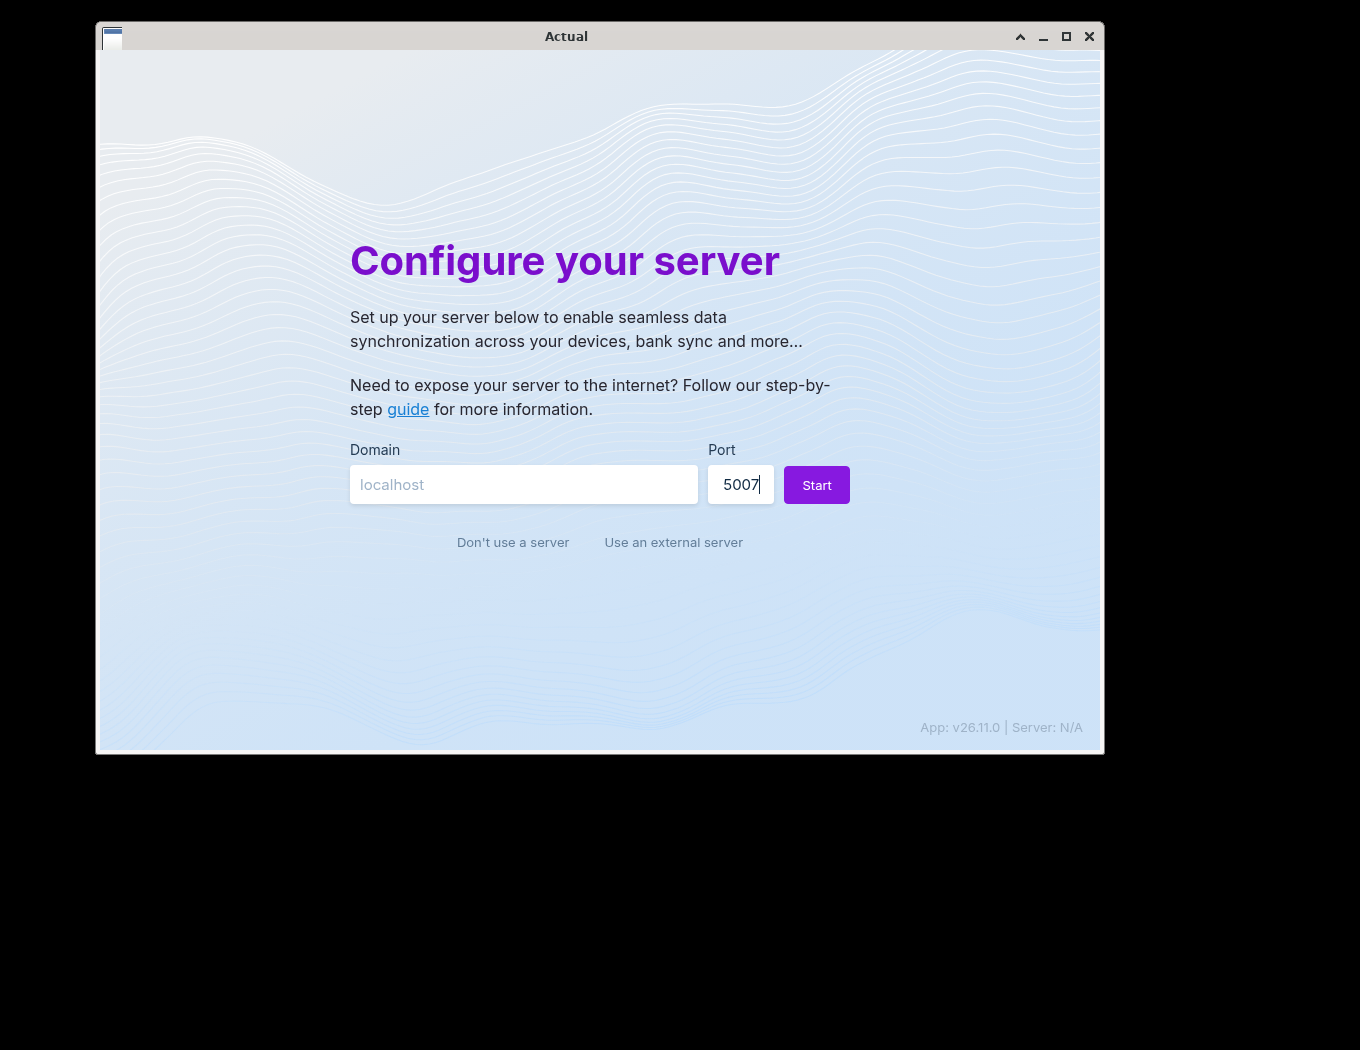 Actual
Configure your server
Set up your server below to enable seamless data
synchronization across your devices, bank sync and more...
Need to expose your server to the internet? Follow our step-by-
step guide for more information.
Domain
Port
localhost
5007
Start
Don't use a server
Use an external server
App: v26.11.0 | Server: N/A